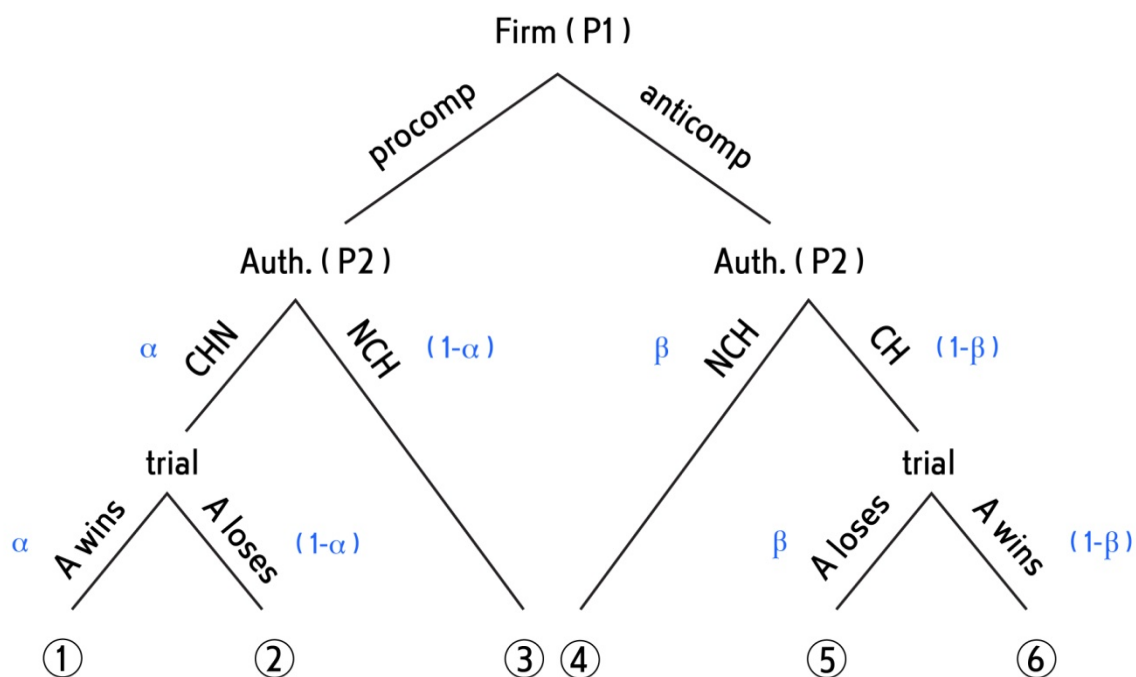 Firm ( P1 )
procomp
anticomp
Auth. ( P2 )
Auth. ( P2 )
α
CHN
NCH
(1-α)
β
NCH
CH
(1-β)
trial
trial
α
A wins
A loses
(1-α)
β
A loses
A wins
(1-β)
1
2
3
4
5
6